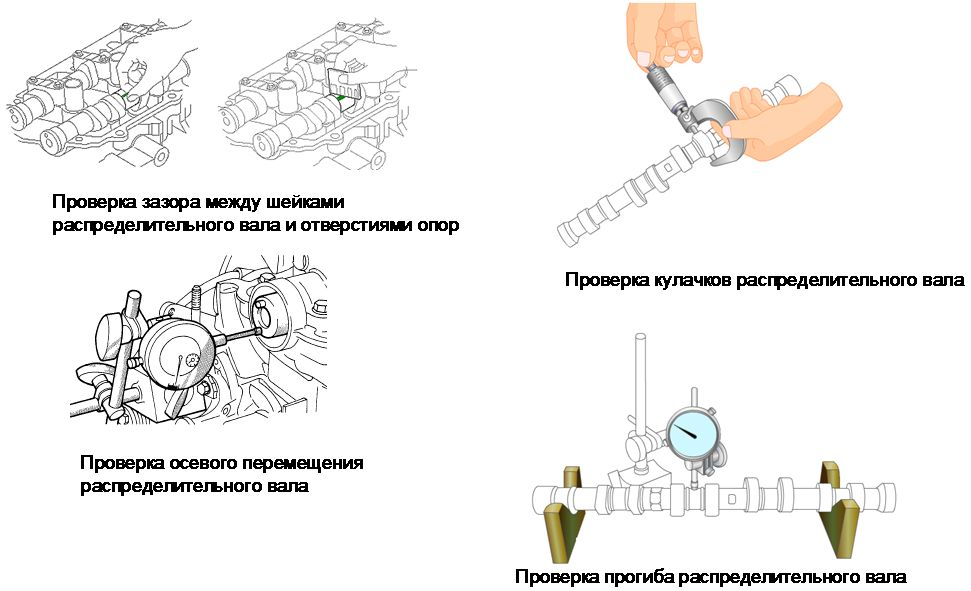 Проверка зазора между шейками
распределительного вала и отверстиями опор
Проверка кулачков распределительного вала
Проверка осевого перемещения
распределительного вала
Проверка прогиба распределительного вала